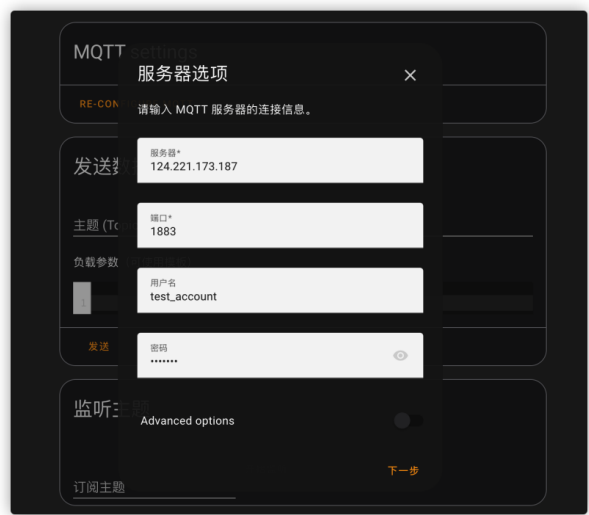 MQTT settings
服务器选项
RE-CON
请输入 MQTT 服务器的连接信息。
服务器*
124.221.173.187
发送数
端口*
1883
主题 (To
负载参数
用户名
test_account
1
发送
密码
•••••••
监听主题
Advanced options
下一步
订阅主题